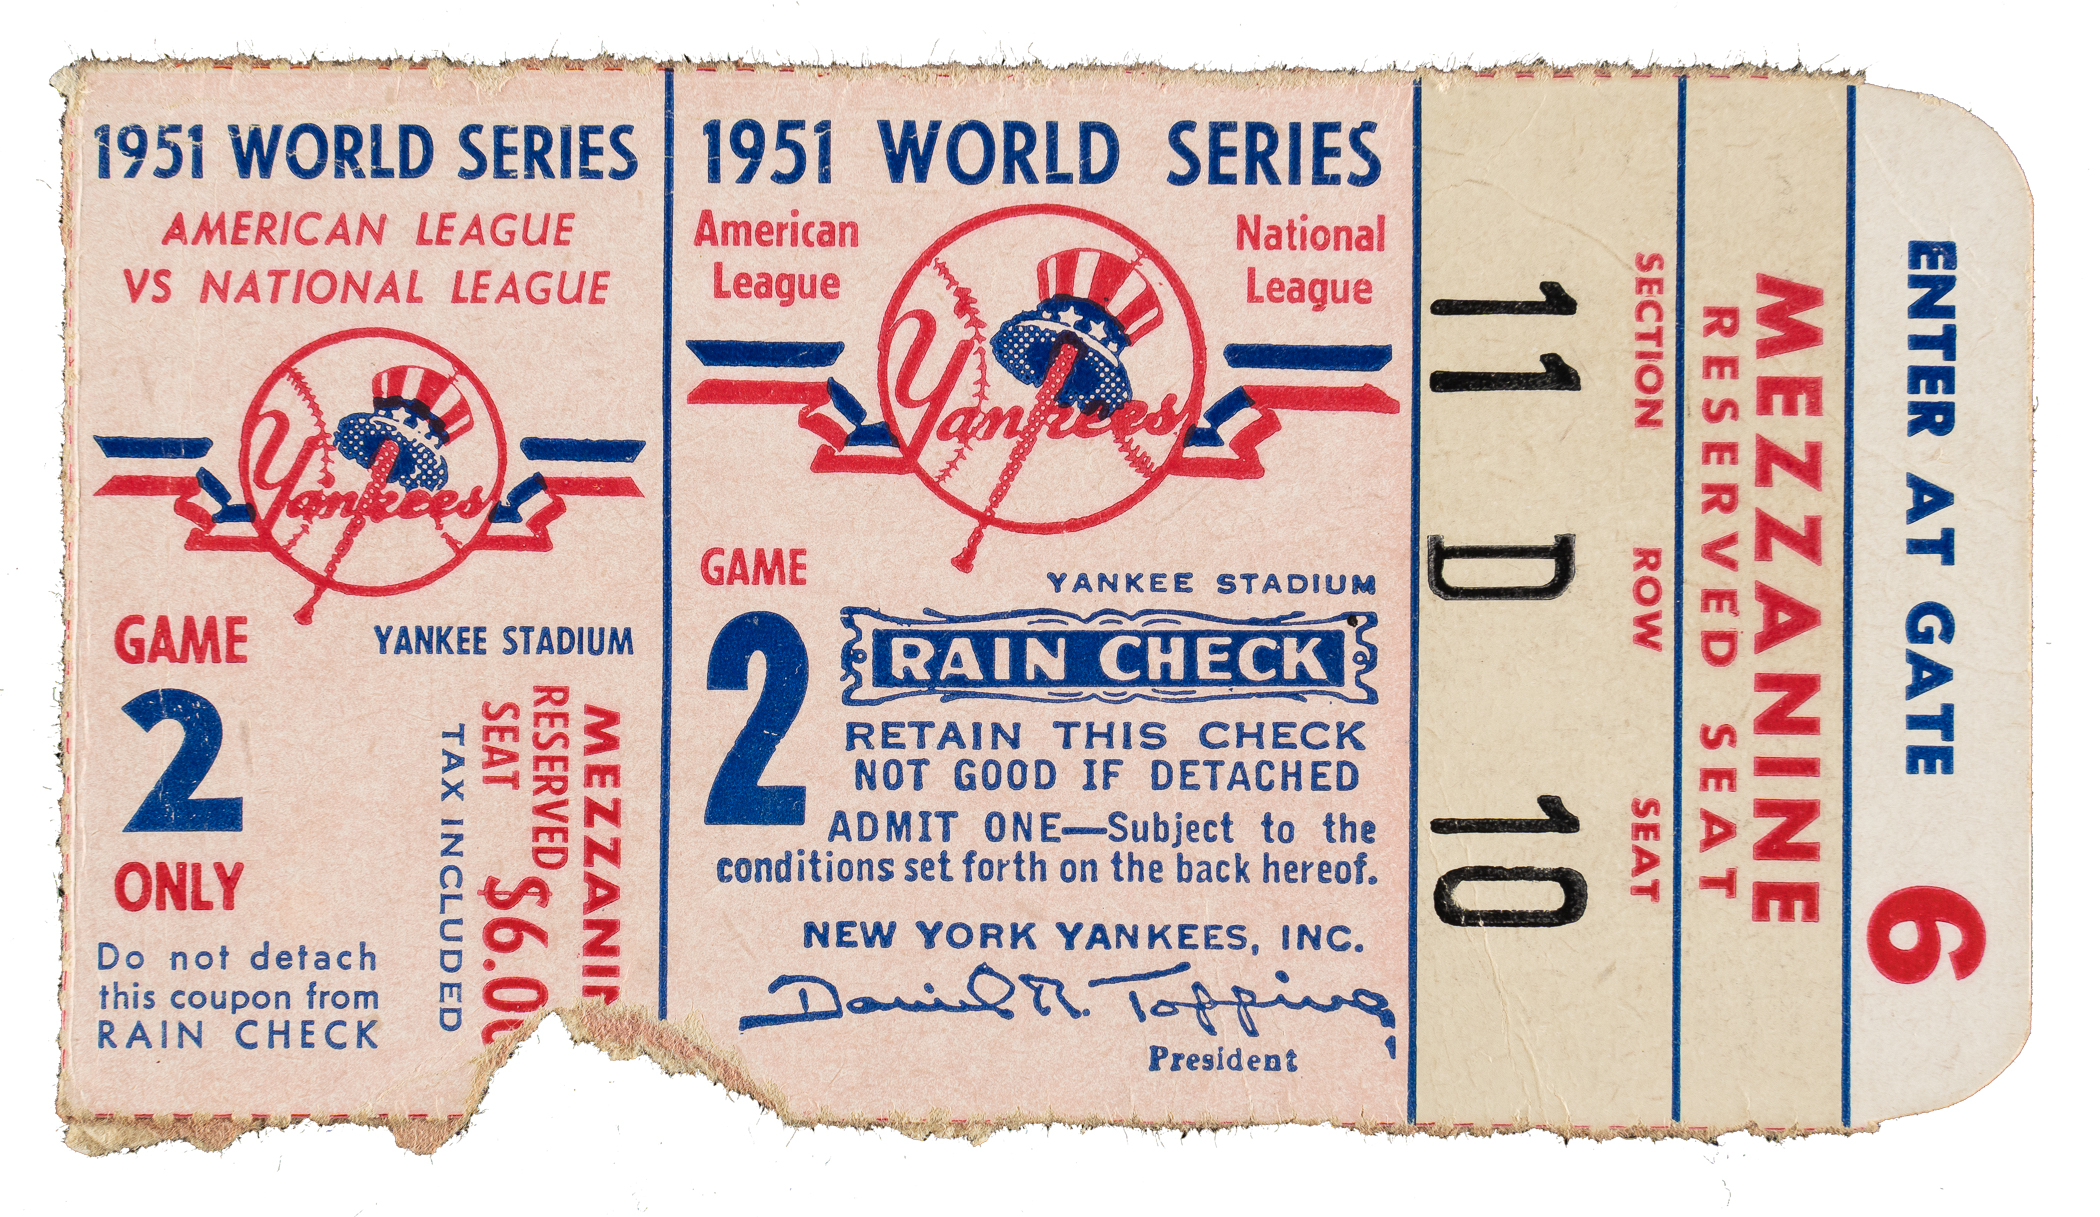 1951 WORLD SERIES
AMERICAN LEAGUE
VS NATIONAL LEAGUE
Yankees
GAME
2
ONLY
YANKEE STADIUM
Do not detach
this coupon from
RAIN CHECK
MEZZANIN
RESERVED
SEAT
$6.00
TAX INCLUDED
1951 WORLD SERIES
American
League
National
League
Yankees
GAME
2
YANKEE STADIUM
RAIN CHECK
RETAIN THIS CHECK
NOT GOOD IF DETACHED
ADMIT ONE—Subject to the
conditions set forth on the back hereof.
NEW YORK YANKEES, INC.
Daniel R. Topping
President
SECTION ROW SEAT
11 D 10
MEZZANINE
RESERVED SEAT
ENTER AT GATE 6